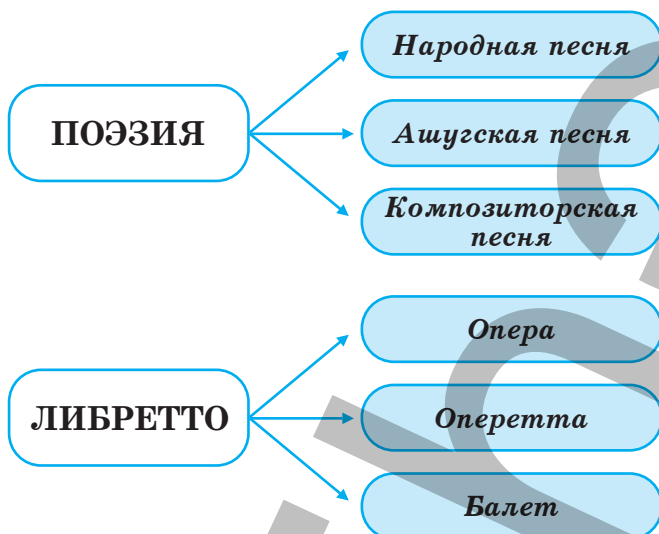 ПОЭЗИЯ
Народная песня
Ашугская песня
Композиторская
песня
ЛИБРЕТТО
Опера
Оперетта
Балет